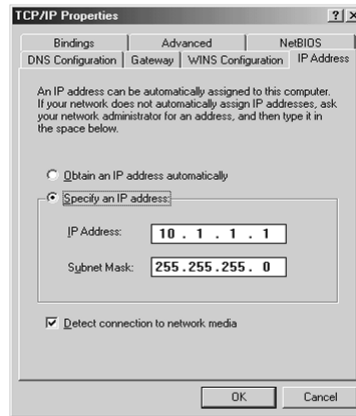 TCP/IP Properties
Bindings Advanced NetBIOS
DNS Configuration Gateway WINS Configuration IP Address
An IP address can be automatically assigned to this computer.
If your network does not automatically assign IP addresses, ask
your network administrator for an address, and then type it in
the space below.
Obtain an IP address automatically
Specify an IP address:
IP Address: 10 . 1 . 1 . 1
Subnet Mask: 255.255.255. 0
Detect connection to network media
OK Cancel